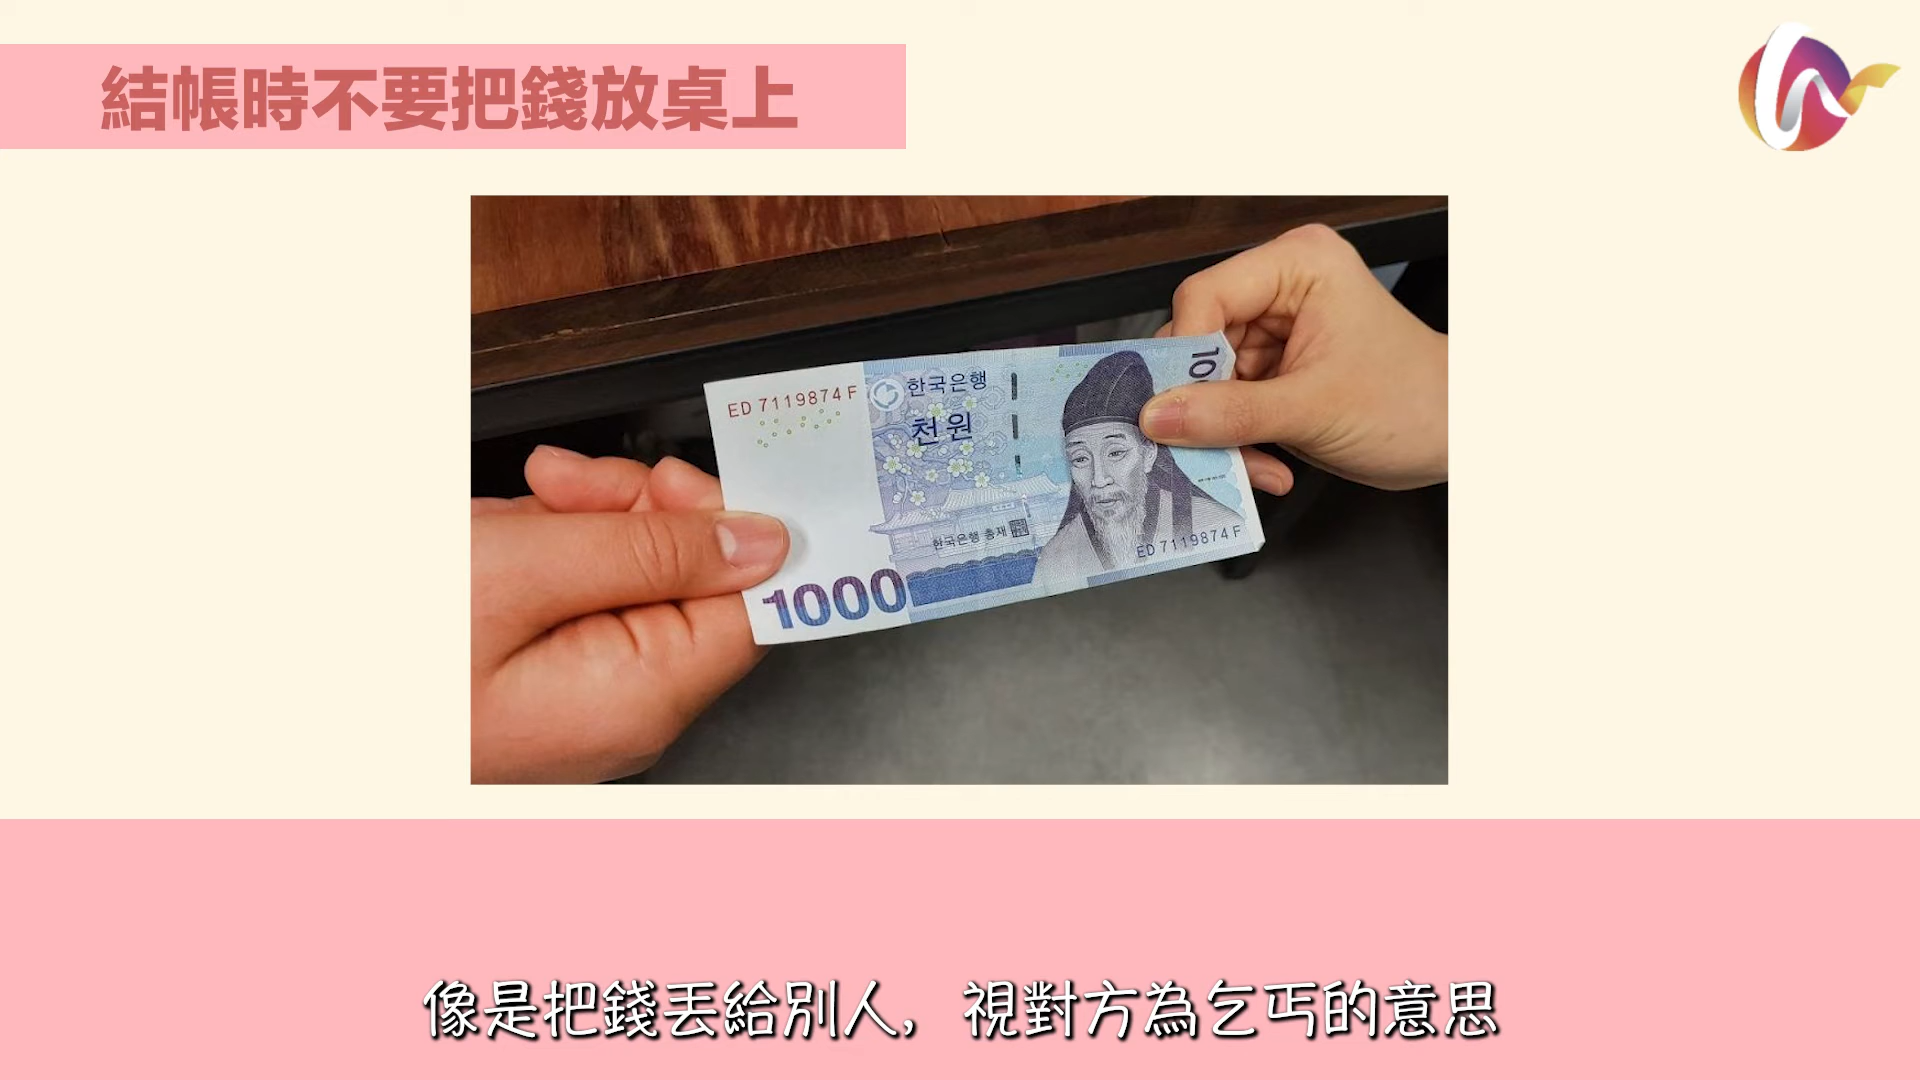 結帳時不要把錢放桌上
ED 7119874 F
한국은행
천원
한국은행 총재
ED 7119874 F
1000
像是把錢丟給別人，視對方為乞丐的意思